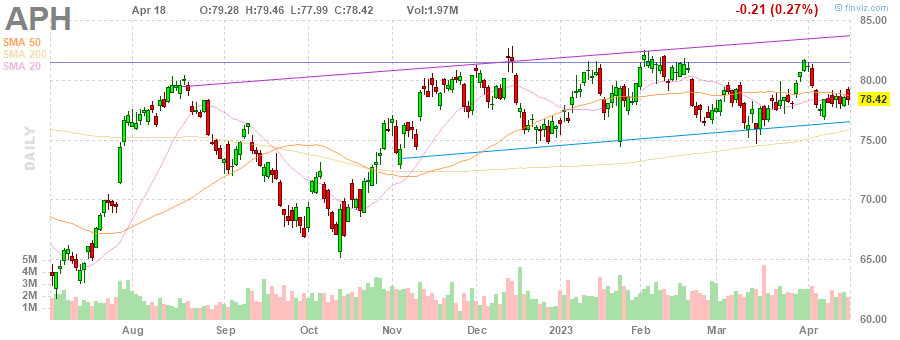 APH
Apr 18 O:79.28 H:79.46 L:77.99 C:78.42 Vol:1.97M -0.21 (0.27%)
© finviz.com
SMA 50
SMA 200
SMA 20
DAILY
85.00
80.00
78.42
75.00
70.00
65.00
60.00
5M
4M
3M
2M
1M
Aug Sep Oct Nov Dec 2023 Feb Mar Apr